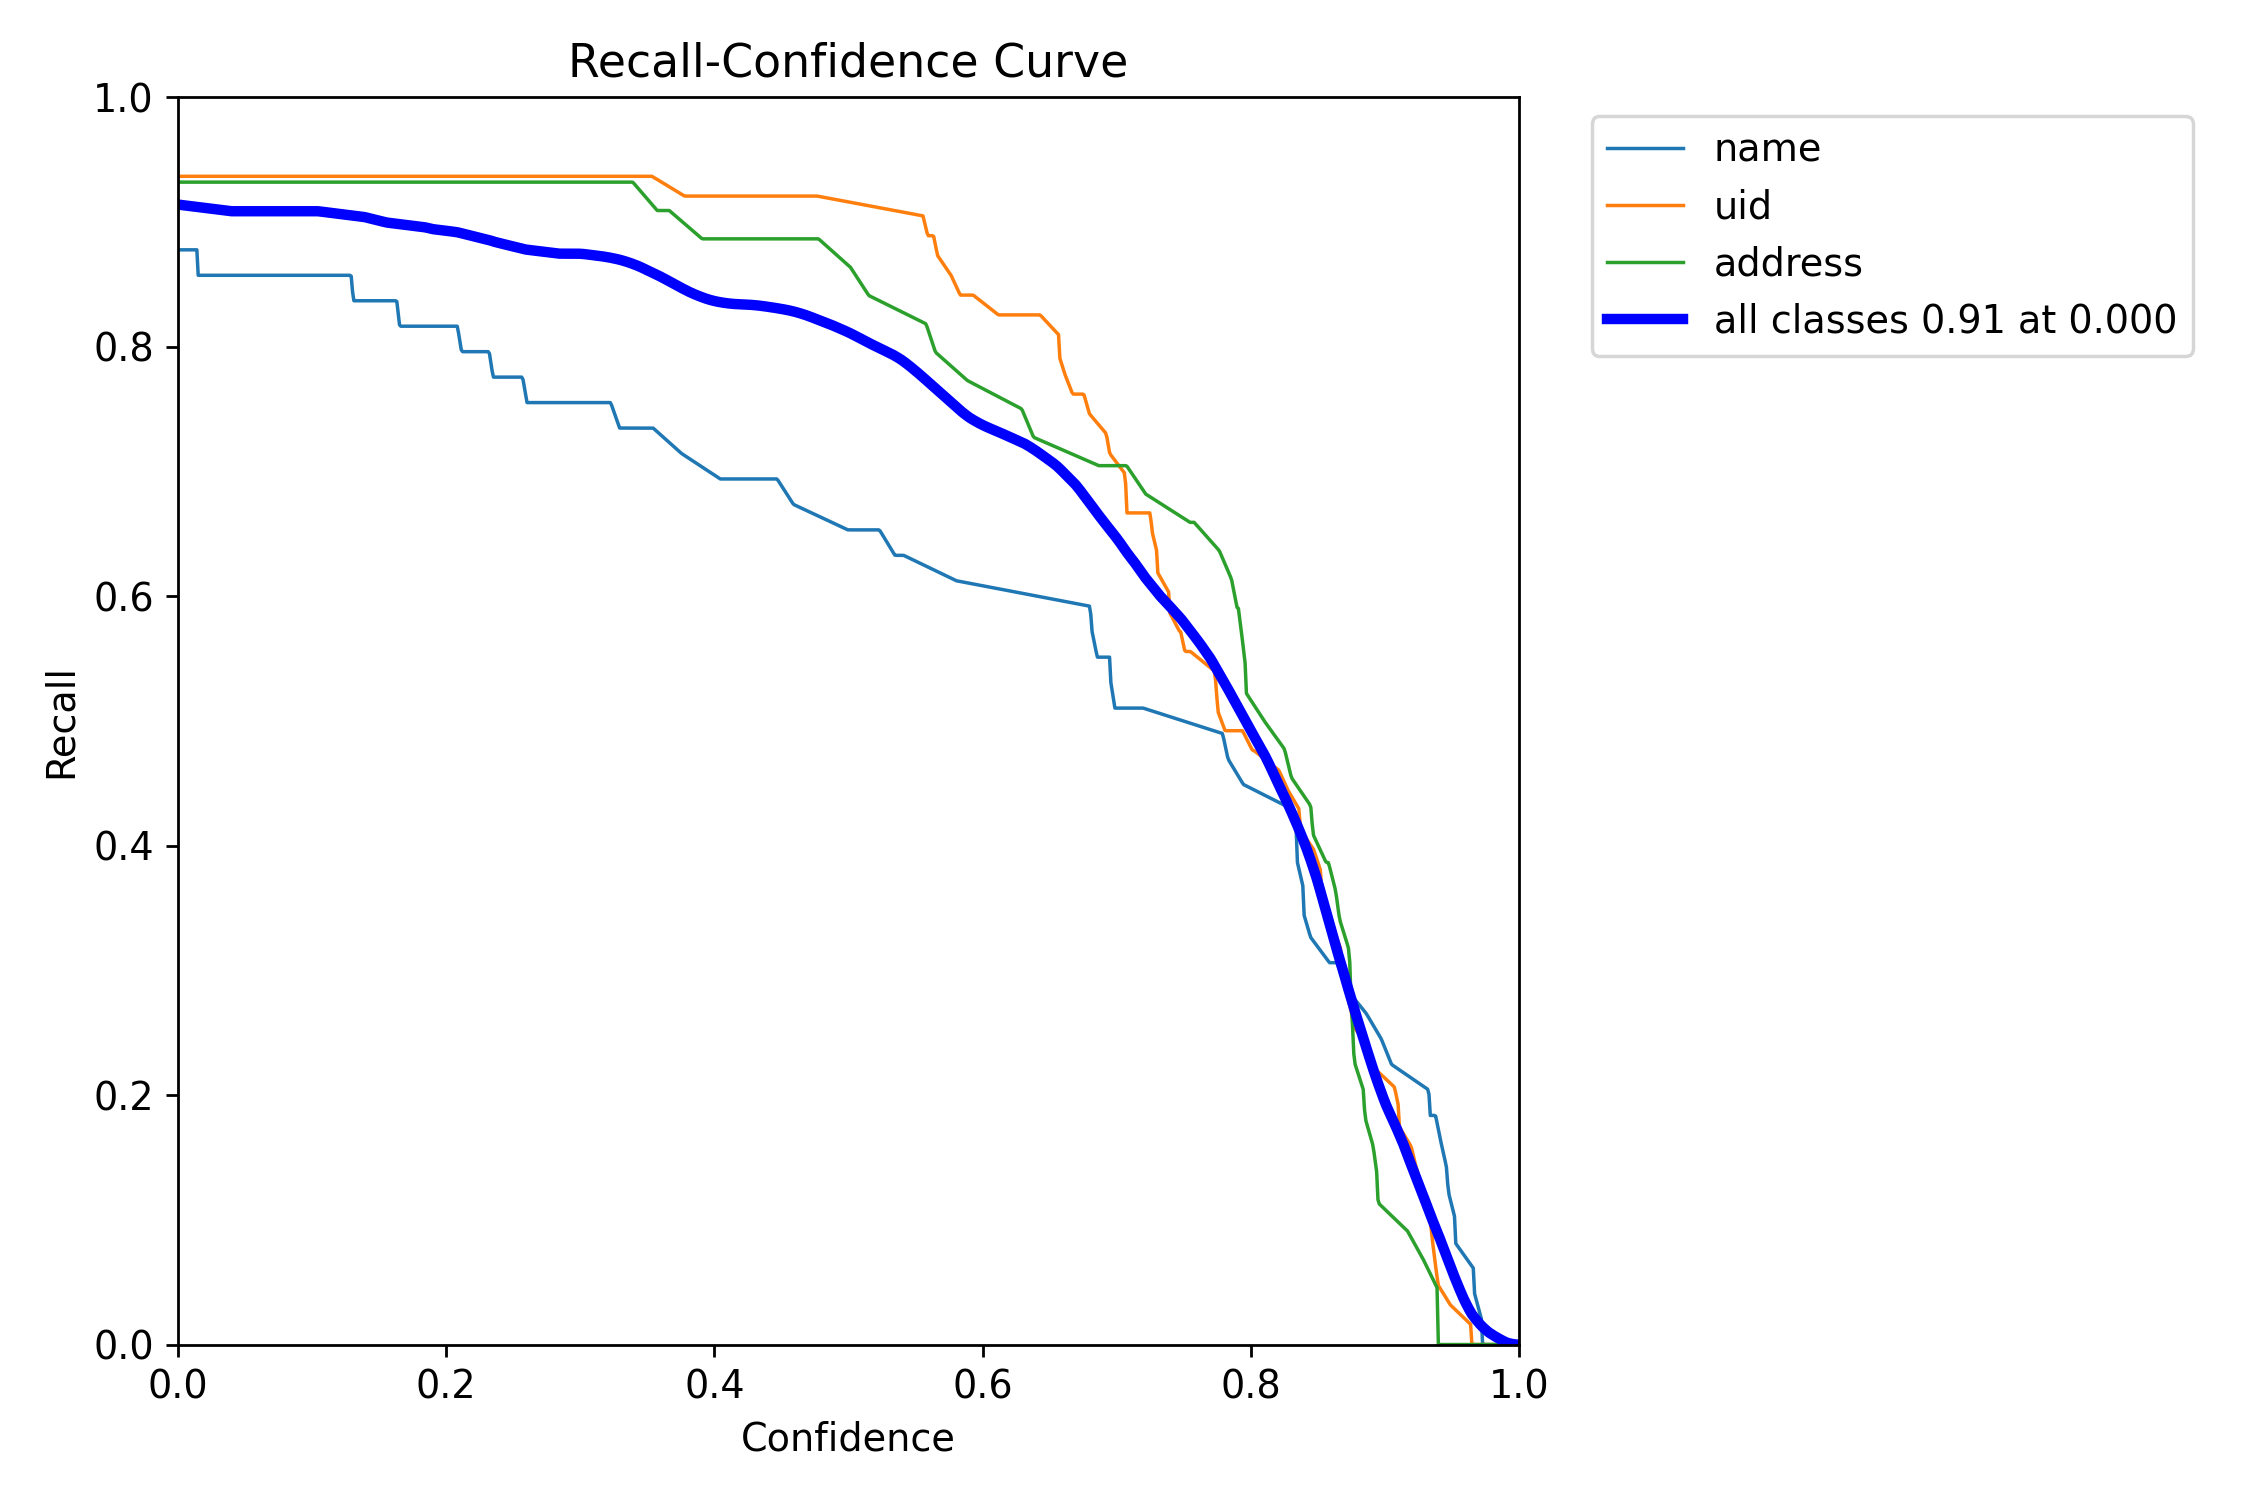 Recall-Confidence Curve
1.0
0.8
0.6
0.4
0.2
0.0
Recall
0.0 0.2 0.4 0.6 0.8 1.0
Confidence
name
uid
address
all classes 0.91 at 0.000